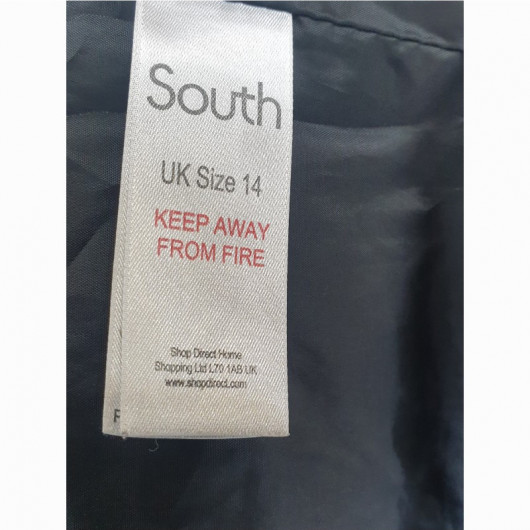 South
UK Size 14
KEEP AWAY
FROM FIRE
Shop Direct Home
Shopping Ltd L70 1AB UK
www.shopdirect.com